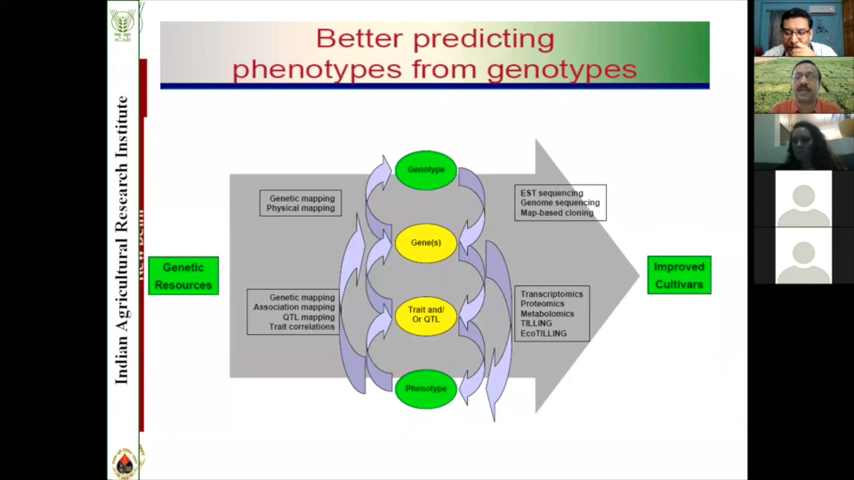 Better predicting
phenotypes from genotypes
ICAR
Indian Agricultural Research Institute
Genotype
Genetic mapping
Physical mapping
EST sequencing
Genome sequencing
Map-based cloning
Gene(s)
Genetic
Resources
Improved
Cultivars
Genetic mapping
Association mapping
QTL mapping
Trait correlations
Trait and/
Or QTL
Transcriptomics
Proteomics
Metabolomics
TILLING
EcoTILLING
Phenotype